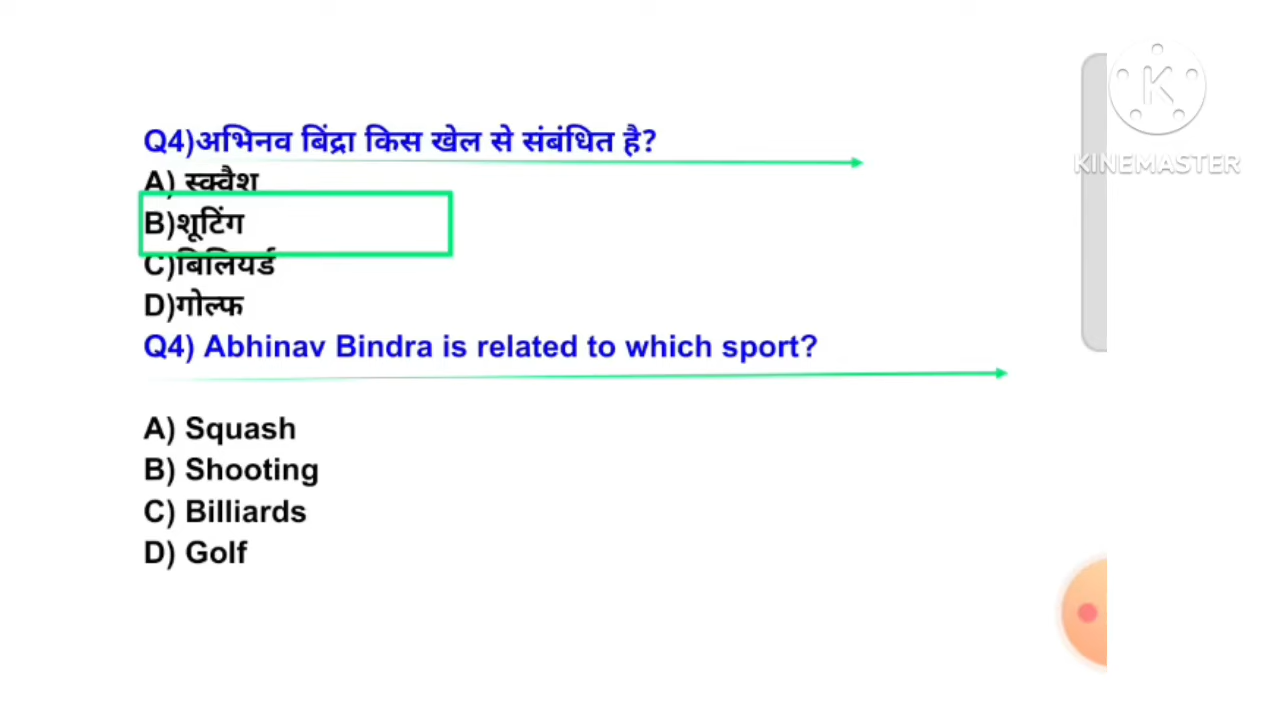 Q4)अभिनव बिंद्रा किस खेल से संबंधित है?
A) स्क्वैश
B)शूटिंग
C)बिलियर्ड
D)गोल्फ
Q4) Abhinav Bindra is related to which sport?
A) Squash
B) Shooting
C) Billiards
D) Golf
K
KINEMASTER